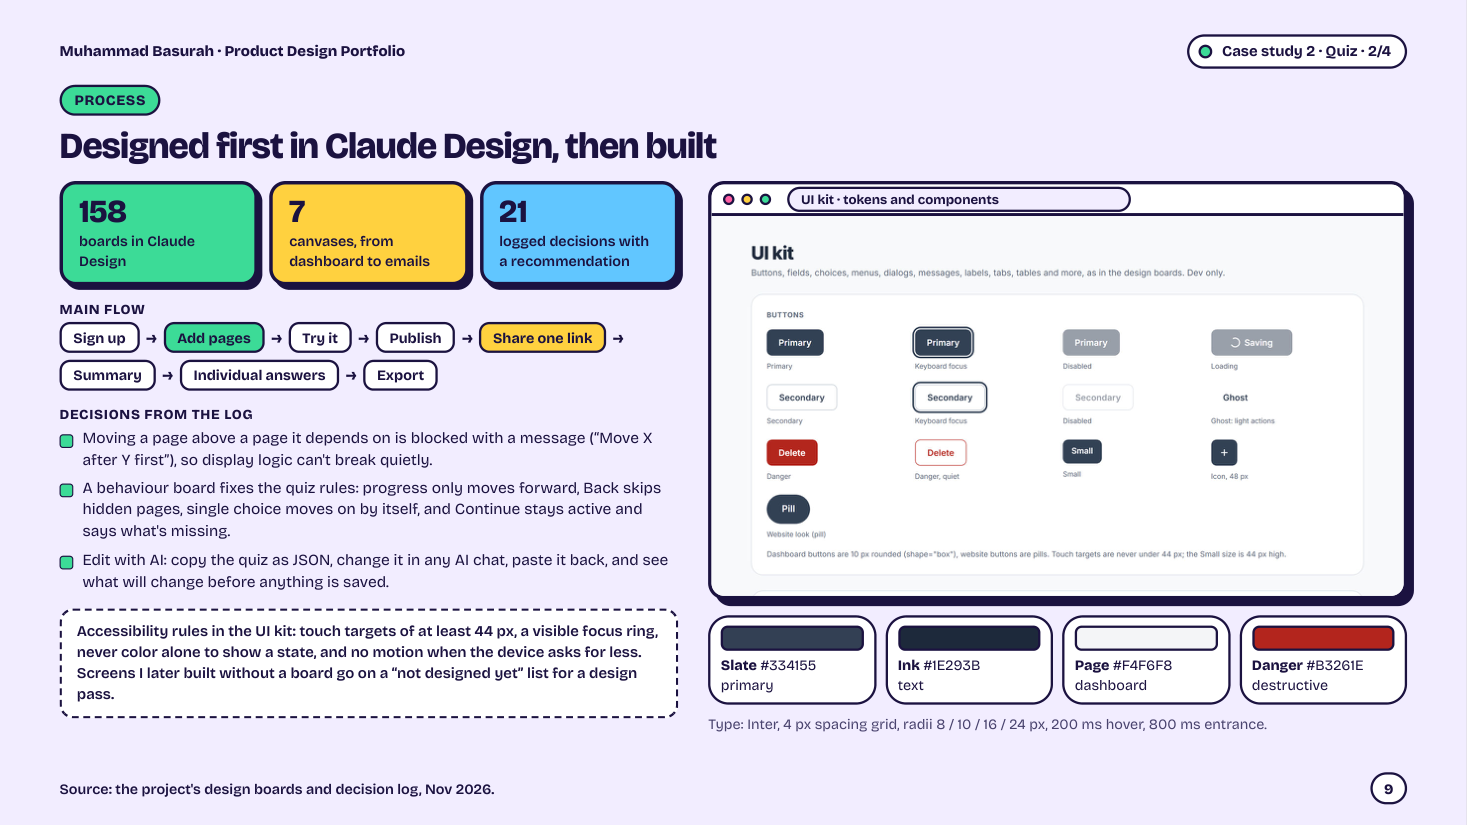 Muhammad Basurah · Product Design Portfolio
Case study 2 · Quiz · 2/4
PROCESS
Designed first in Claude Design, then built
158
boards in Claude
Design
7
canvases, from
dashboard to emails
21
logged decisions with
a recommendation
MAIN FLOW
Sign up → Add pages → Try it → Publish → Share one link →
Summary → Individual answers → Export
DECISIONS FROM THE LOG
Moving a page above a page it depends on is blocked with a message (“Move X
after Y first”), so display logic can't break quietly.
A behaviour board fixes the quiz rules: progress only moves forward, Back skips
hidden pages, single choice moves on by itself, and Continue stays active and
says what's missing.
Edit with AI: copy the quiz as JSON, change it in any AI chat, paste it back, and see
what will change before anything is saved.
Accessibility rules in the UI kit: touch targets of at least 44 px, a visible focus ring,
never color alone to show a state, and no motion when the device asks for less.
Screens I later built without a board go on a “not designed yet” list for a design
pass.
UI kit · tokens and components
UI kit
Buttons, fields, choices, menus, dialogs, messages, labels, tabs, tables and more, as in the design boards. Dev only.
BUTTONS
Primary Primary Primary Saving
Primary Keyboard focus Disabled Loading
Secondary Secondary Secondary Ghost
Secondary Keyboard focus Disabled Ghost: light actions
Delete Delete Small +
Danger Danger, quiet Small Icon, 48 px
Pill
Website look (pill)
Dashboard buttons are 10 px rounded (shape="box"), website buttons are pills. Touch targets are never under 44 px; the Small size is 44 px high.
Slate #334155
primary
Ink #1E293B
text
Page #F4F6F8
dashboard
Danger #B3261E
destructive
Type: Inter, 4 px spacing grid, radii 8 / 10 / 16 / 24 px, 200 ms hover, 800 ms entrance.
Source: the project's design boards and decision log, Nov 2026.
9